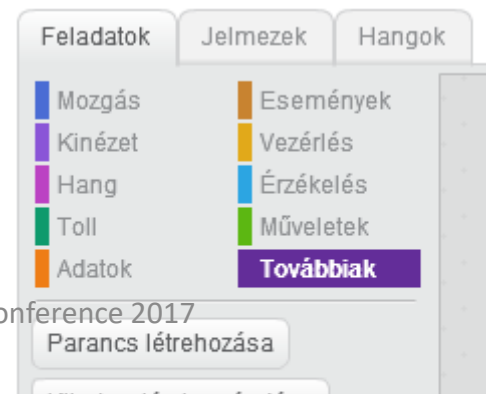 Feladatok Jelmezek Hangok
Mozgás Események
Kinézet Vezérlés
Hang Érzékelés
Toll Műveletek
Adatok Továbbiak
onference 2017
Parancs létrehozása